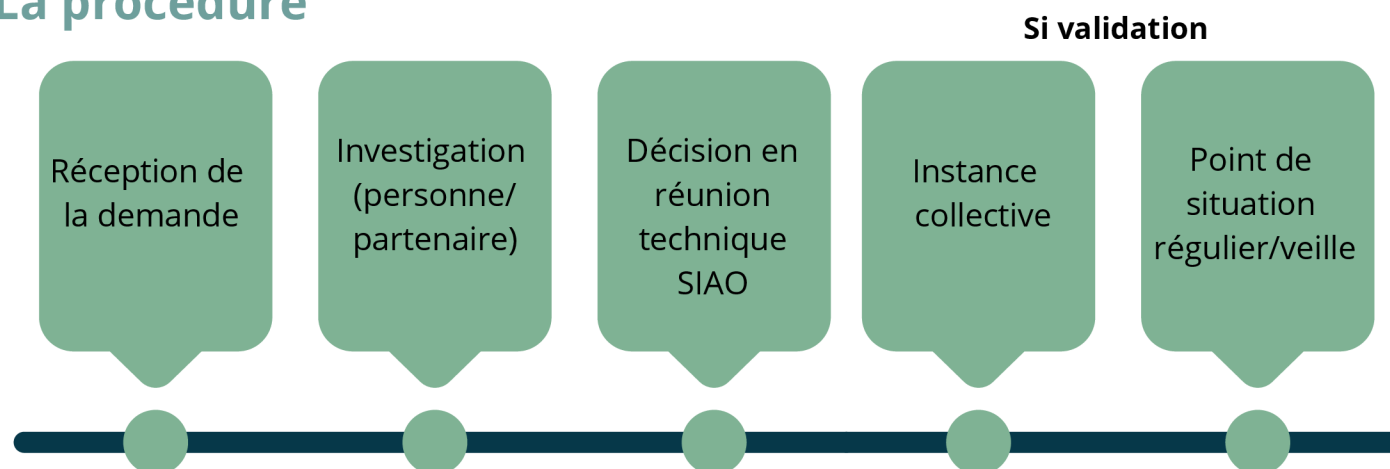 La procédure
Si validation
Réception de
la demande
Investigation
(personne/
partenaire)
Décision en
réunion
technique
SIAO
Instance
collective
Point de
situation
régulier/veille